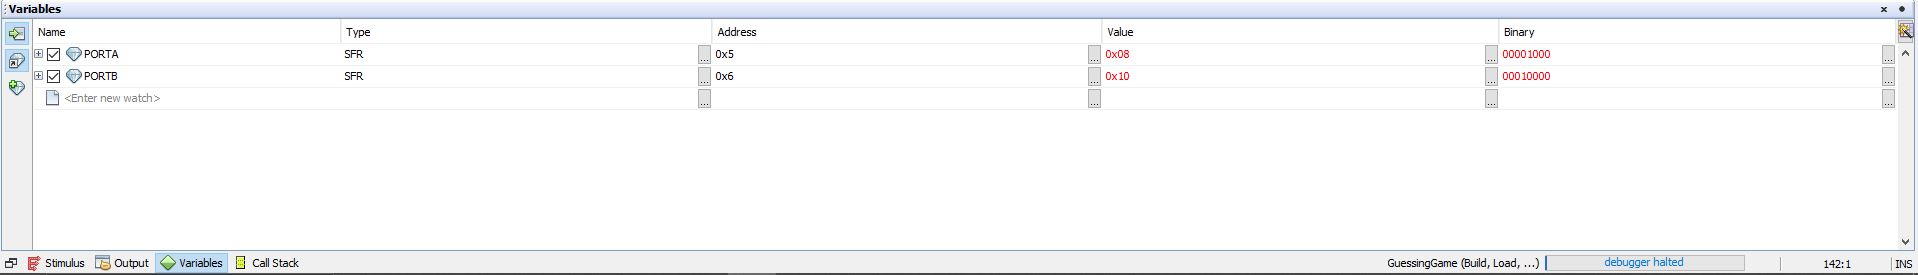 Variables
Name Type Address Value Binary
PORTA SFR ... 0x5 ... 0x08 ... 00001000 ...
PORTB SFR ... 0x6 ... 0x10 ... 00010000 ...
<Enter new watch> ... ... ... ...
Stimulus Output Variables Call Stack GuessingGame (Build, Load, ...) debugger halted 142:1 INS